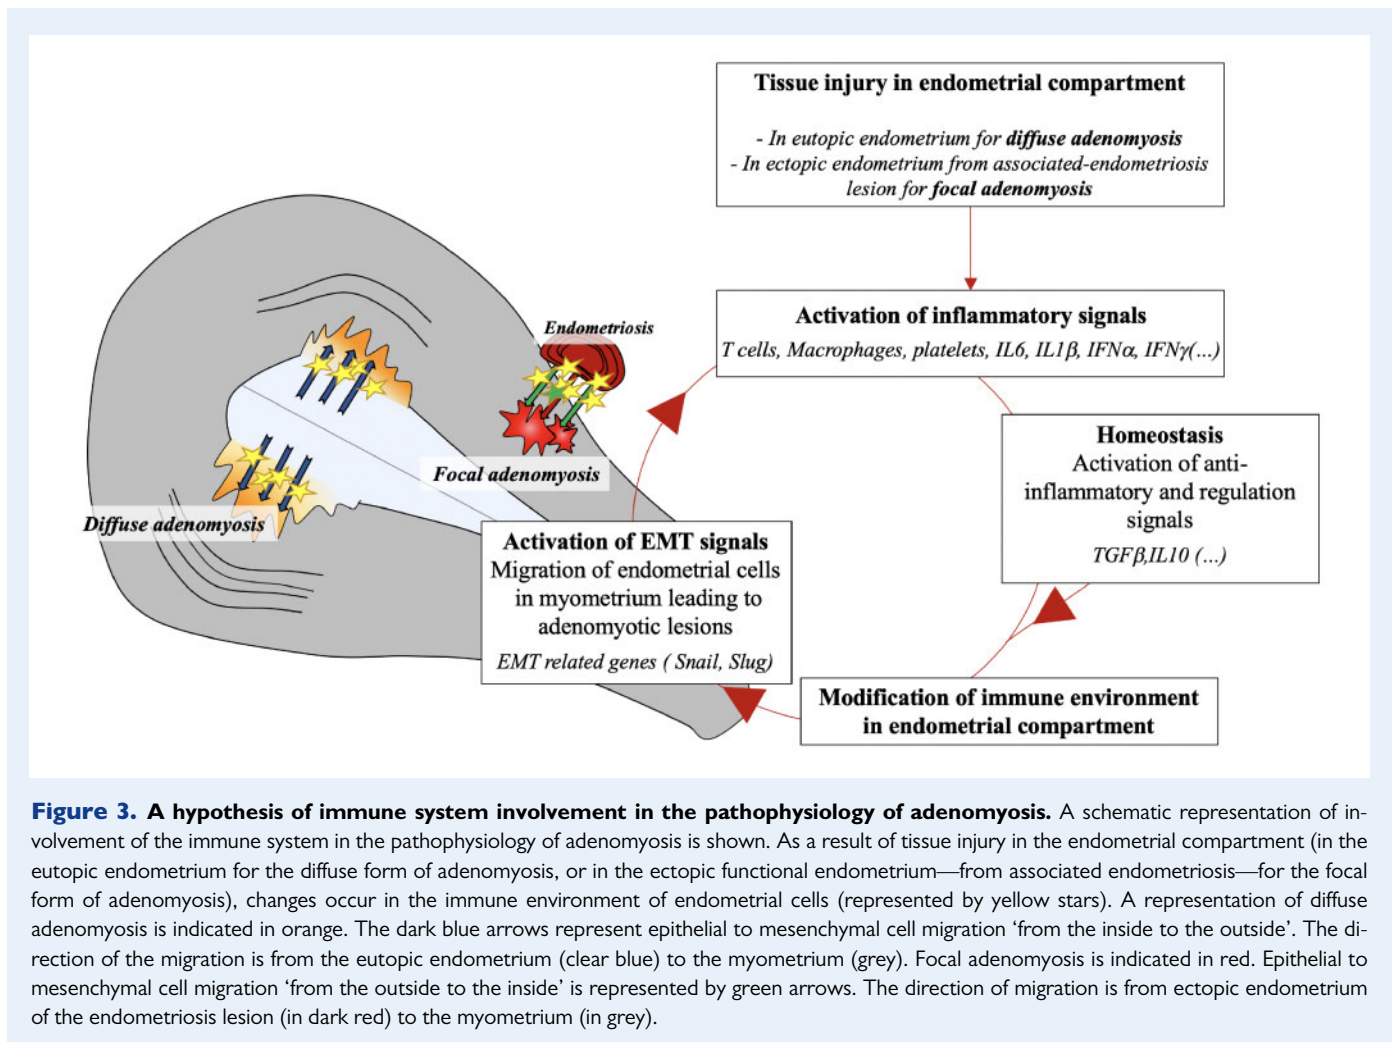 Tissue injury in endometrial compartment
- In eutopic endometrium for diffuse adenomyosis
- In ectopic endometrium from associated-endometriosis
lesion for focal adenomyosis
Activation of inflammatory signals
T cells, Macrophages, platelets, IL6, IL1β, IFNα, IFNγ(...)
Endometriosis
Focal adenomyosis
Diffuse adenomyosis
Homeostasis
Activation of anti-
inflammatory and regulation
signals
TGFβ,IL10 (...)
Activation of EMT signals
Migration of endometrial cells
in myometrium leading to
adenomyotic lesions
EMT related genes ( Snail, Slug)
Modification of immune environment
in endometrial compartment
Figure 3. A hypothesis of immune system involvement in the pathophysiology of adenomyosis. A schematic representation of in-
volvement of the immune system in the pathophysiology of adenomyosis is shown. As a result of tissue injury in the endometrial compartment (in the
eutopic endometrium for the diffuse form of adenomyosis, or in the ectopic functional endometrium—from associated endometriosis—for the focal
form of adenomyosis), changes occur in the immune environment of endometrial cells (represented by yellow stars). A representation of diffuse
adenomyosis is indicated in orange. The dark blue arrows represent epithelial to mesenchymal cell migration ‘from the inside to the outside’. The di-
rection of the migration is from the eutopic endometrium (clear blue) to the myometrium (grey). Focal adenomyosis is indicated in red. Epithelial to
mesenchymal cell migration ‘from the outside to the inside’ is represented by green arrows. The direction of migration is from ectopic endometrium
of the endometriosis lesion (in dark red) to the myometrium (in grey).